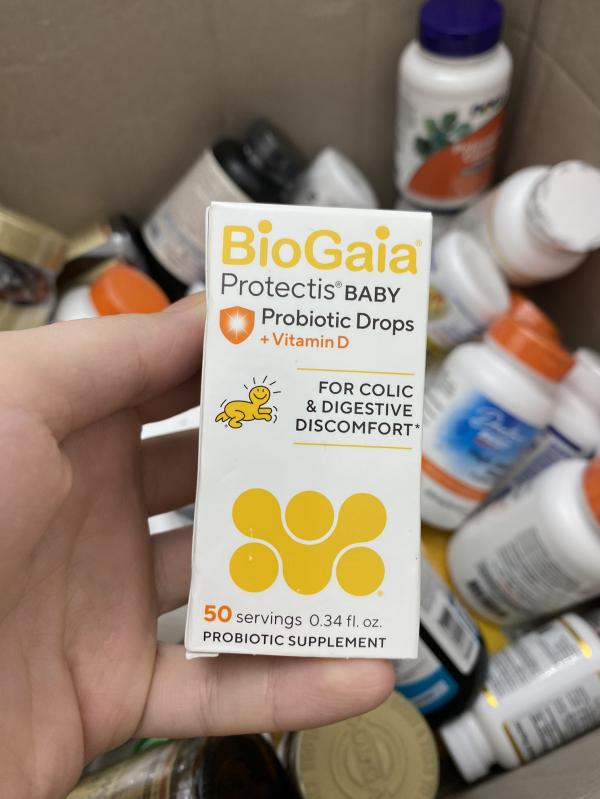 BioGaia®
Protectis® BABY
Probiotic Drops
+ Vitamin D
FOR COLIC
& DIGESTIVE
DISCOMFORT*
50 servings 0.34 fl. oz.
PROBIOTIC SUPPLEMENT